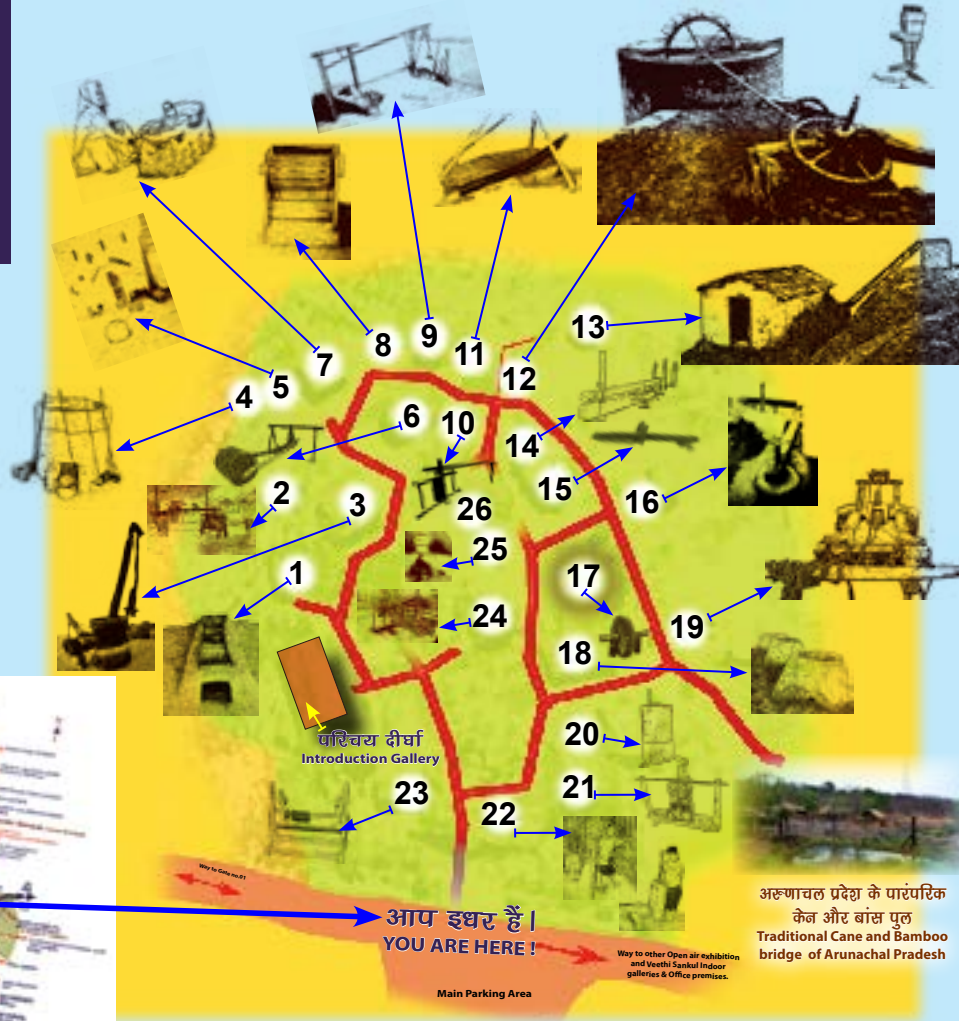 9
13
8
11
7
12
5
4
6
10
14
15
2
3
16
26
25
1
17
24
19
18
परिचय दीर्घा
Introduction Gallery
20
21
23
22
Way to Gate no.01
आप इधर हैं |
YOU ARE HERE !
अरूणाचल प्रदेश के पारंपरिक
केन और बांस पुल
Traditional Cane and Bamboo
bridge of Arunachal Pradesh
Way to other Open air exhibition
and Veethi Sankul Indoor
galleries & Office premises.
Main Parking Area